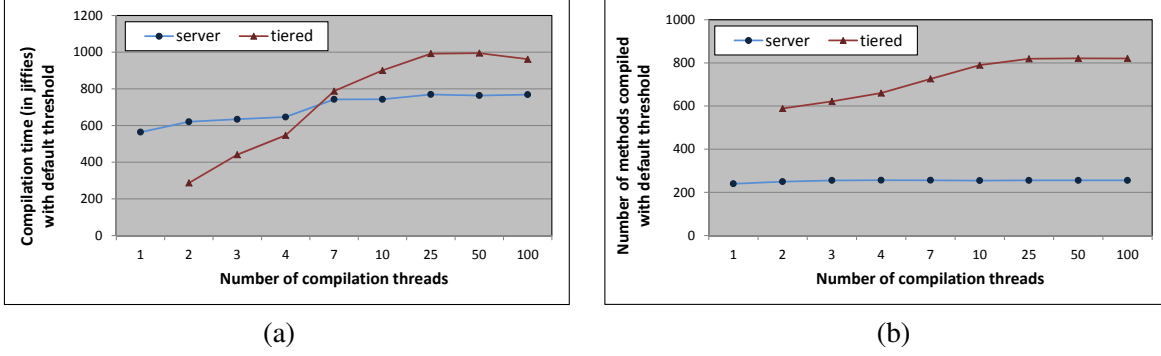 Compilation time (in jiffies)
with default threshold
1200
1000
800
600
400
200
0
server
tiered
1 2 3 4 7 10 25 50 100
Number of compilation threads
(a)
Number of methods compiled
with default threshold
1000
800
600
400
200
0
server
tiered
1 2 3 4 7 10 25 50 100
Number of compilation threads
(b)